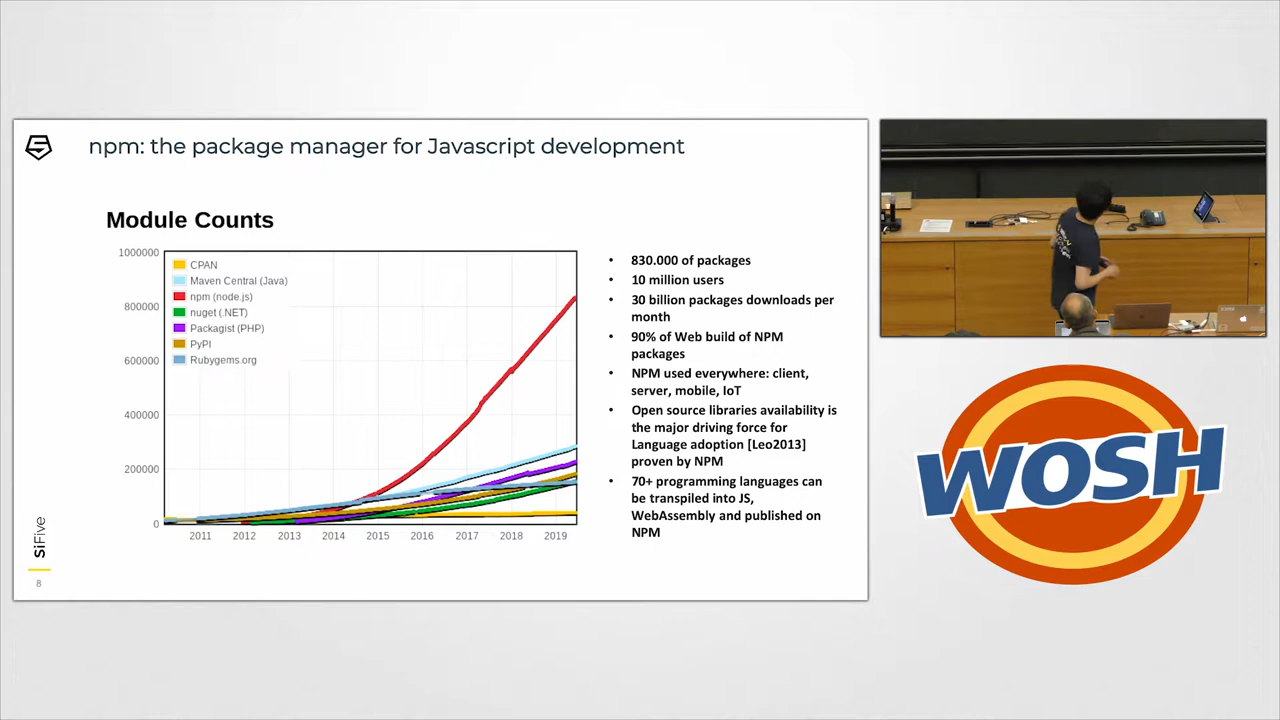 npm: the package manager for Javascript development
Module Counts
1000000
800000
600000
400000
200000
0
CPAN
Maven Central (Java)
npm (node.js)
nuget (.NET)
Packagist (PHP)
PyPI
Rubygems.org
2011 2012 2013 2014 2015 2016 2017 2018 2019
• 830.000 of packages
• 10 million users
• 30 billion packages downloads per
month
• 90% of Web build of NPM
packages
• NPM used everywhere: client,
server, mobile, IoT
• Open source libraries availability is
the major driving force for
Language adoption [Leo2013]
proven by NPM
• 70+ programming languages can
be transpiled into JS,
WebAssembly and published on
NPM
SiFive
8
WOSH